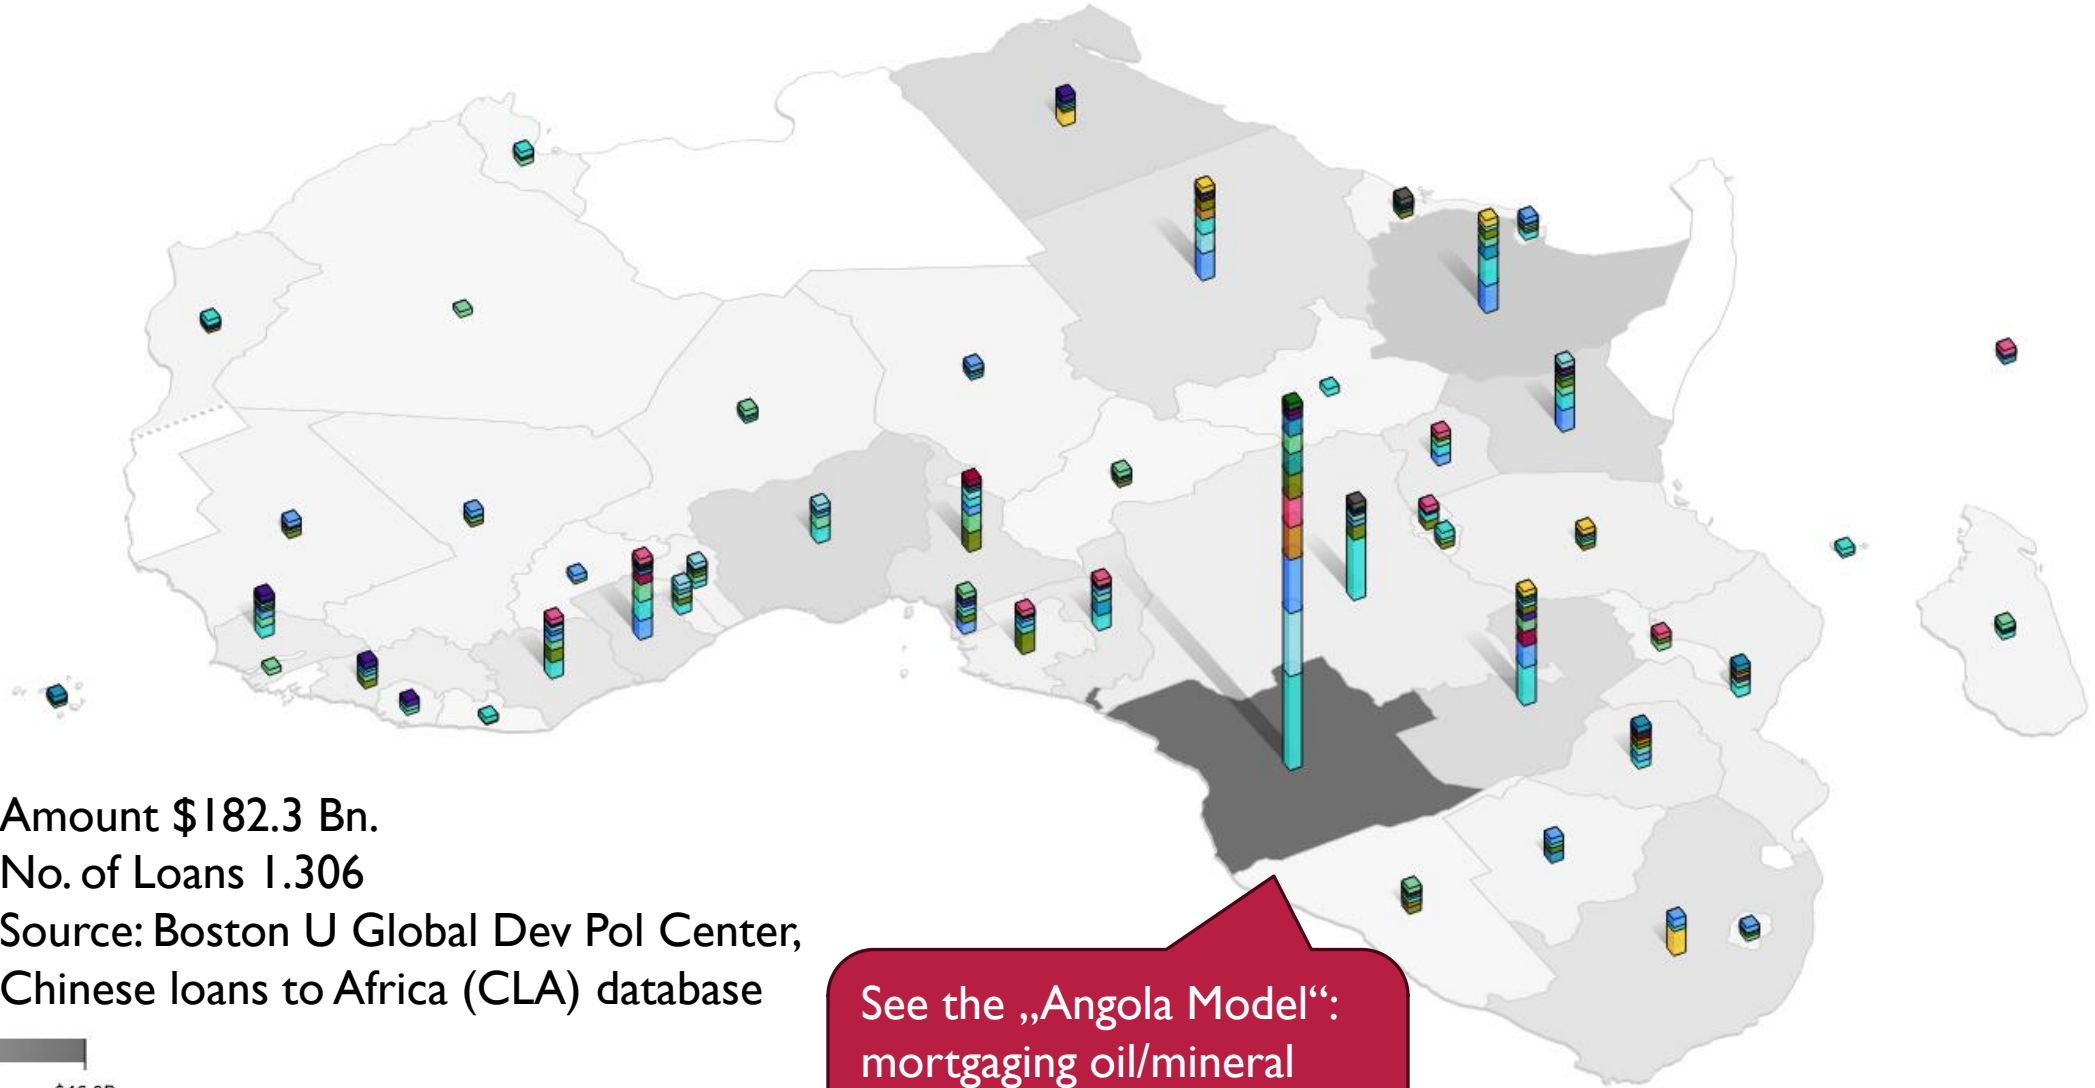 Amount $182.3 Bn.
No. of Loans 1.306
Source: Boston U Global Dev Pol Center,
Chinese loans to Africa (CLA) database
See the „Angola Model“:
mortgaging oil/mineral